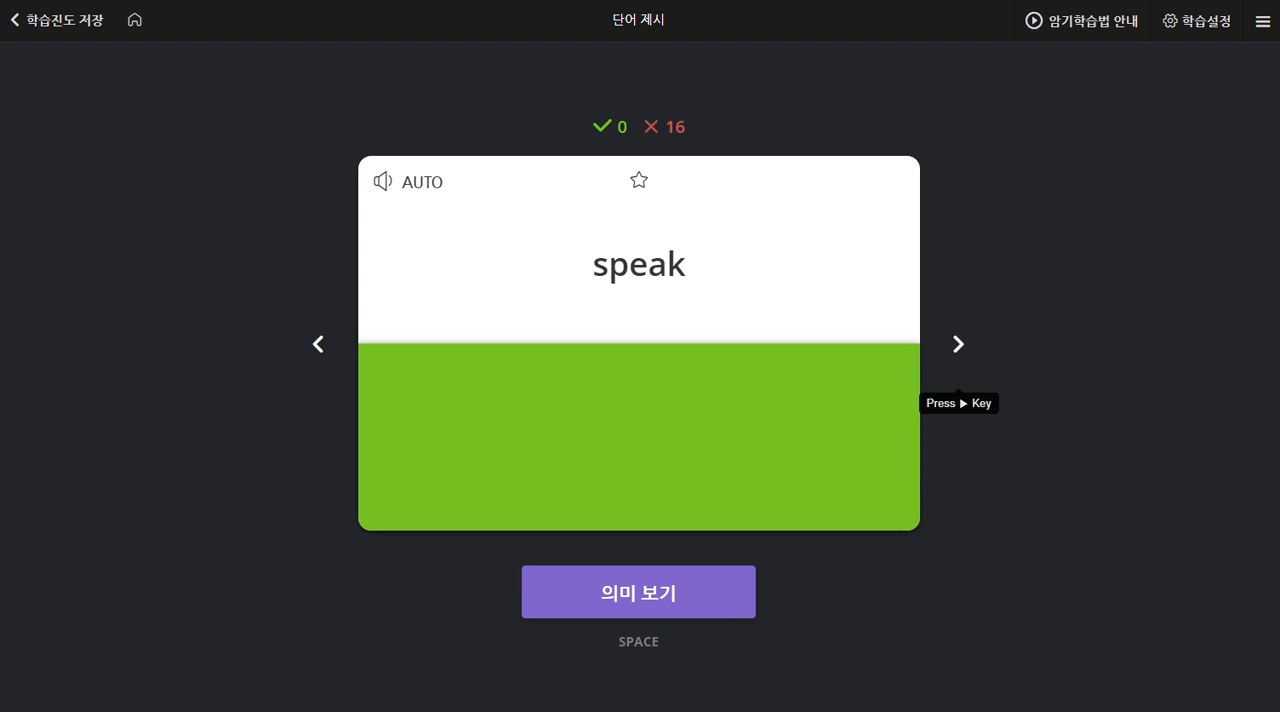 학습진도 저장
단어 제시
암기학습법 안내
학습설정
0
16
AUTO
speak
Press ▶ Key
의미 보기
SPACE